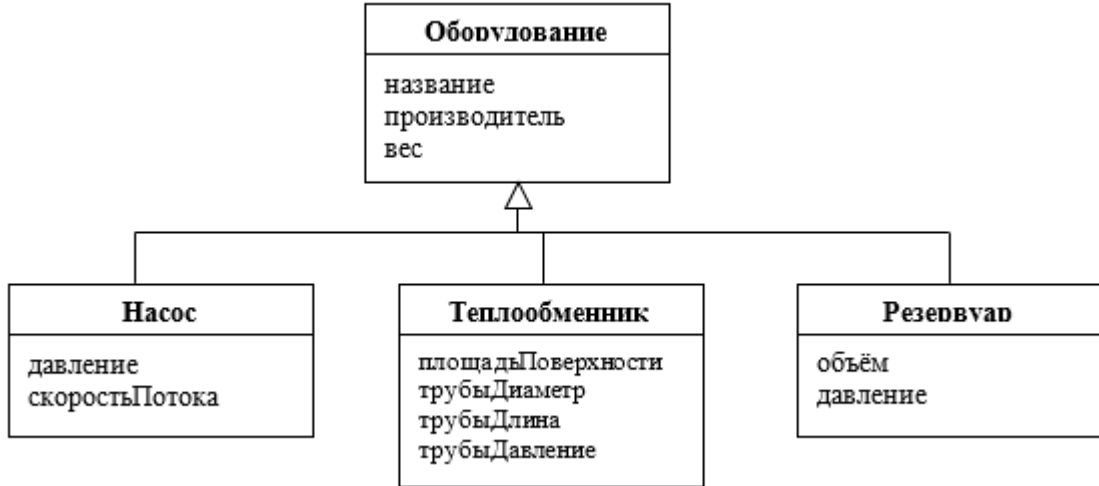 Оборудование
название
производитель
вес
Насос
давление
скоростьПотока
Теплообменник
площадьПоверхности
трубыДиаметр
трубыДлина
трубыДавление
Резервуар
объём
давление